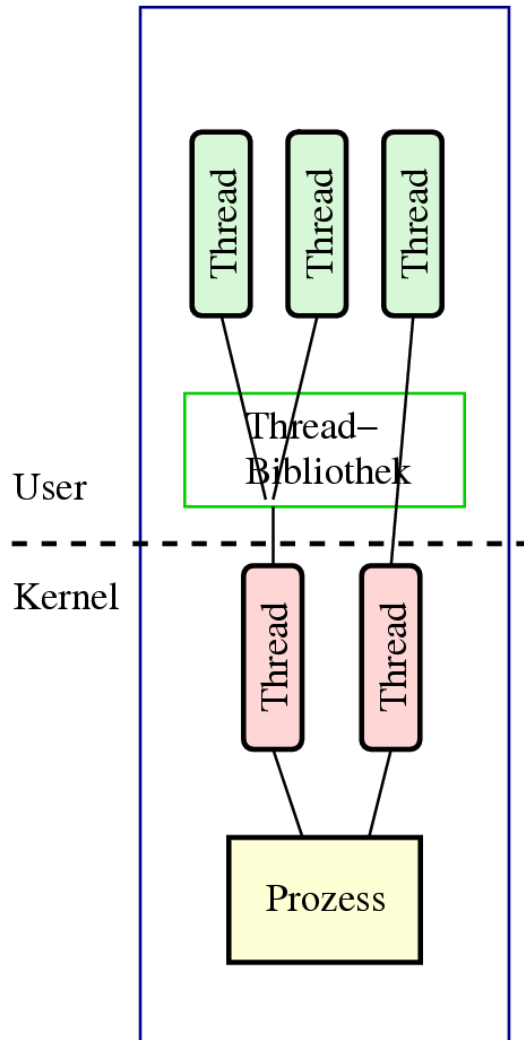 Thread
Thread
Thread
Thread–
Bibliothek
User
Kernel
Thread
Thread
Prozess